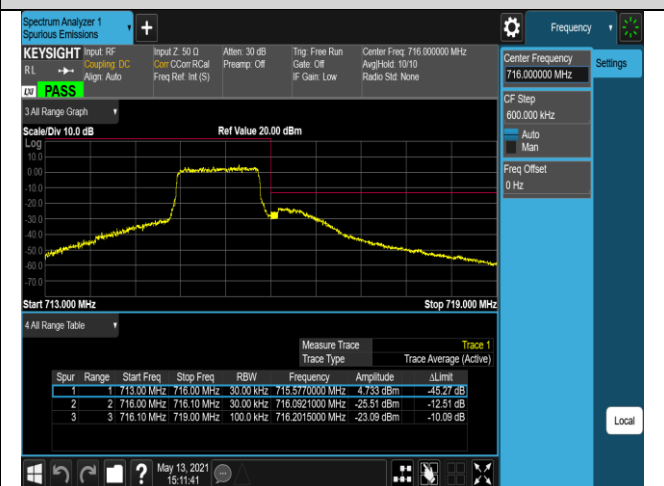 Spectrum Analyzer 1
Spurious Emissions
+
Frequency
KEYSIGHT Input: RF Input Z: 50 Ω Atten: 30 dB Trig: Free Run Center Freq: 716.000000 MHz
RL Coupling: DC Corr CCorr RCal Preamp: Off Gate: Off Avg|Hold: 10/10
Align: Auto Freq Ref: Int (S) IF Gain: Low Radio Std: None
LXI PASS
Center Frequency
716.000000 MHz
Settings
CF Step
600.000 kHz
Auto
Man
Freq Offset
0 Hz
3 All Range Graph
Scale/Div 10.0 dB Ref Value 20.00 dBm
Log
10.0
0.00
-10.0
-20.0
-30.0
-40.0
-50.0
-60.0
-70.0
Start 713.000 MHz Stop 719.000 MHz
4 All Range Table
Measure Trace Trace 1
Trace Type Trace Average (Active)
Spur Range Start Freq Stop Freq RBW Frequency Amplitude ΔLimit
1 1 713.00 MHz 716.00 MHz 30.00 kHz 715.5770000 MHz 4.733 dBm -45.27 dB
2 2 716.00 MHz 716.10 MHz 30.00 kHz 716.0921000 MHz -25.51 dBm -12.51 dB
3 3 716.10 MHz 719.00 MHz 100.0 kHz 716.2015000 MHz -23.09 dBm -10.09 dB
Local
? May 13, 2021
15:11:41